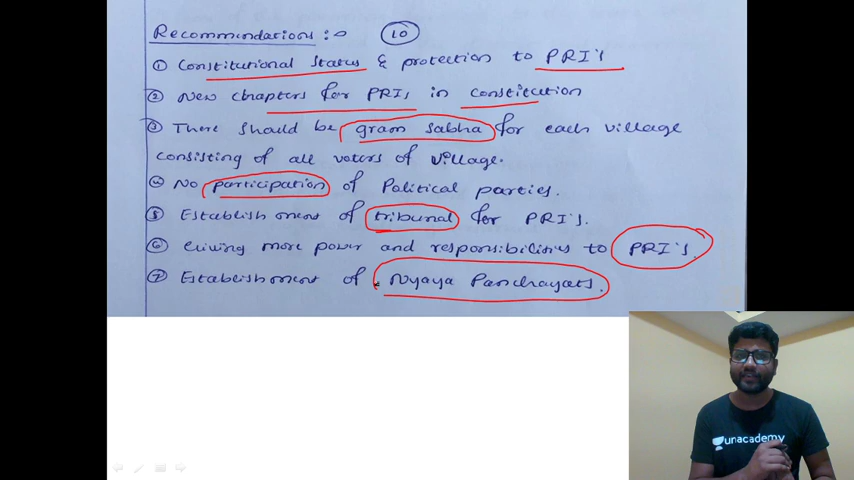 Recommendations :- 10
① Constitutional Status & protection to PRI's
② New chapters for PRIs in constitution
③ There should be gram sabha for each village
consisting of all voters of village.
④ No participation of Political parties.
⑤ Establishment of tribunal for PRI's.
⑥ Giving more power and responsibilities to PRI's.
⑦ Establishment of Nyaya Panchayats.
unacademy